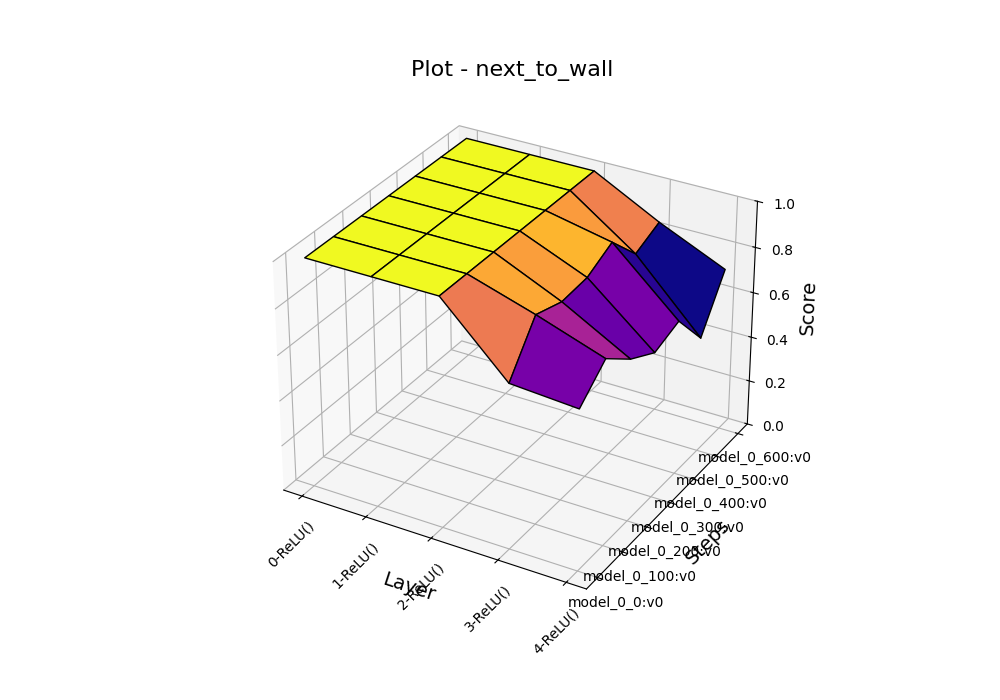 Plot - next_to_wall
1.0
0.8
0.6
0.4
0.2
0.0
Score
model_0_600:v0
model_0_500:v0
model_0_400:v0
model_0_300:v0
model_0_200:v0
model_0_100:v0
model_0_0:v0
Steps
0-ReLU()
1-ReLU()
2-ReLU()
3-ReLU()
4-ReLU()
Layer